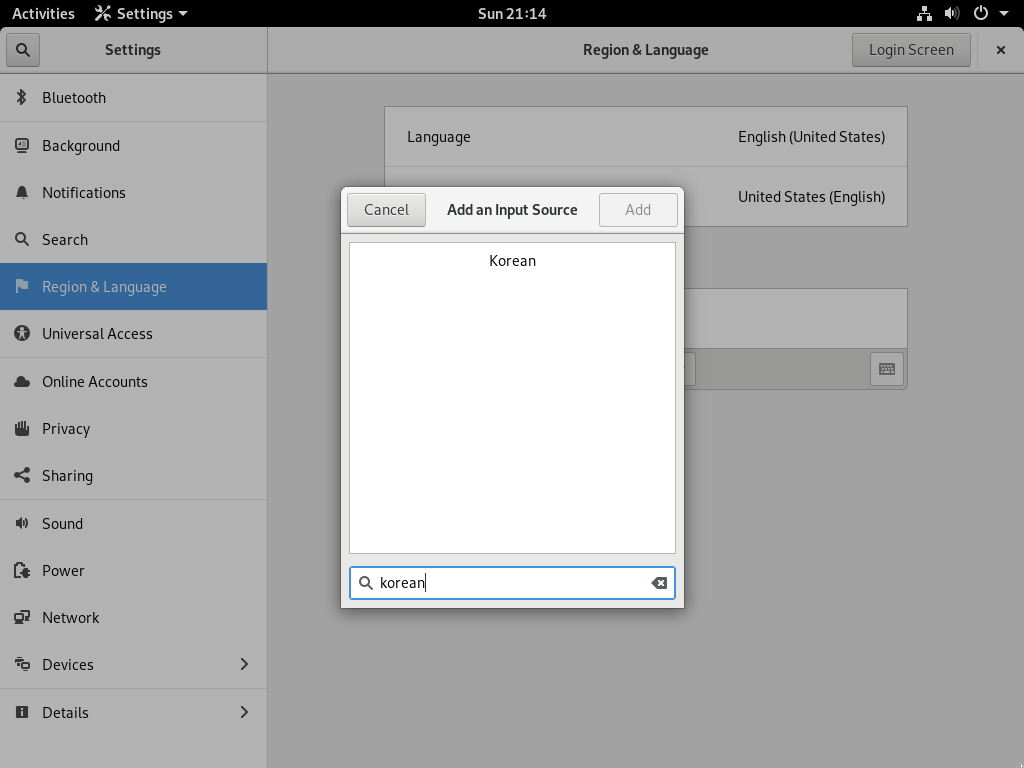 Activities Settings Sun 21:14
Settings Region & Language Login Screen
Bluetooth
Background
Notifications
Search
Region & Language
Universal Access
Online Accounts
Privacy
Sharing
Sound
Power
Network
Devices
Details
Language English (United States)
United States (English)
Cancel Add an Input Source Add
Korean
korean